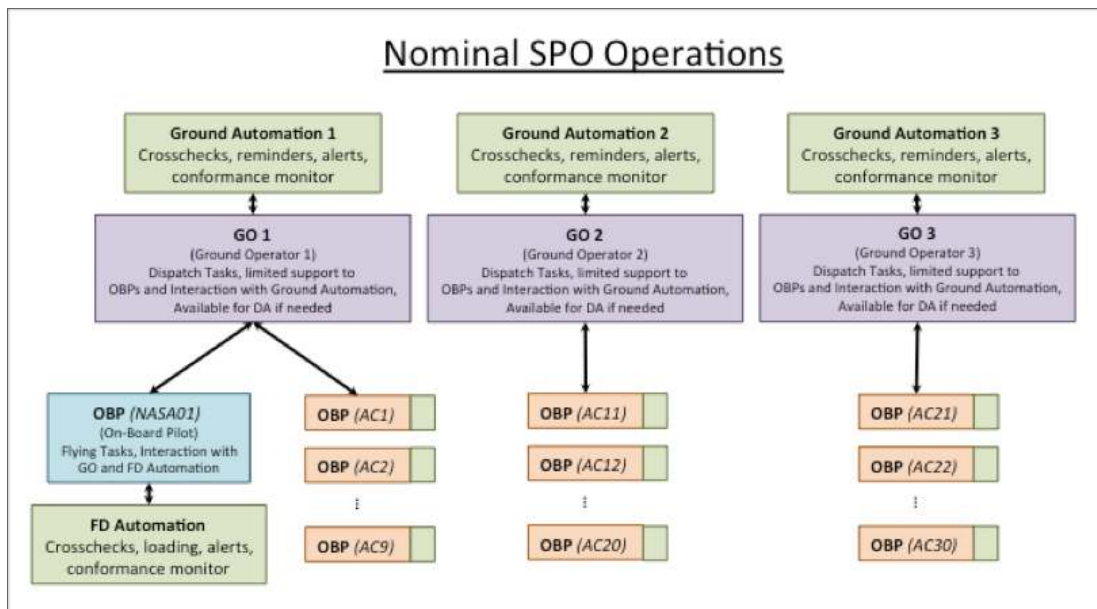 Nominal SPO Operations
Ground Automation 1
Crosschecks, reminders, alerts,
conformance monitor
Ground Automation 2
Crosschecks, reminders, alerts,
conformance monitor
Ground Automation 3
Crosschecks, reminders, alerts,
conformance monitor
GO 1
(Ground Operator 1)
Dispatch Tasks, limited support to
OBPs and Interaction with Ground Automation,
Available for DA if needed
GO 2
(Ground Operator 2)
Dispatch Tasks, limited support to
OBPs and Interaction with Ground Automation,
Available for DA if needed
GO 3
(Ground Operator 3)
Dispatch Tasks, limited support to
OBPs and Interaction with Ground Automation,
Available for DA if needed
OBP (NASA01)
(On-Board Pilot)
Flying Tasks, Interaction with
GO and FD Automation
FD Automation
Crosschecks, loading, alerts,
conformance monitor
OBP (AC1)
OBP (AC2)
⋮
OBP (AC9)
OBP (AC11)
OBP (AC12)
⋮
OBP (AC20)
OBP (AC21)
OBP (AC22)
⋮
OBP (AC30)